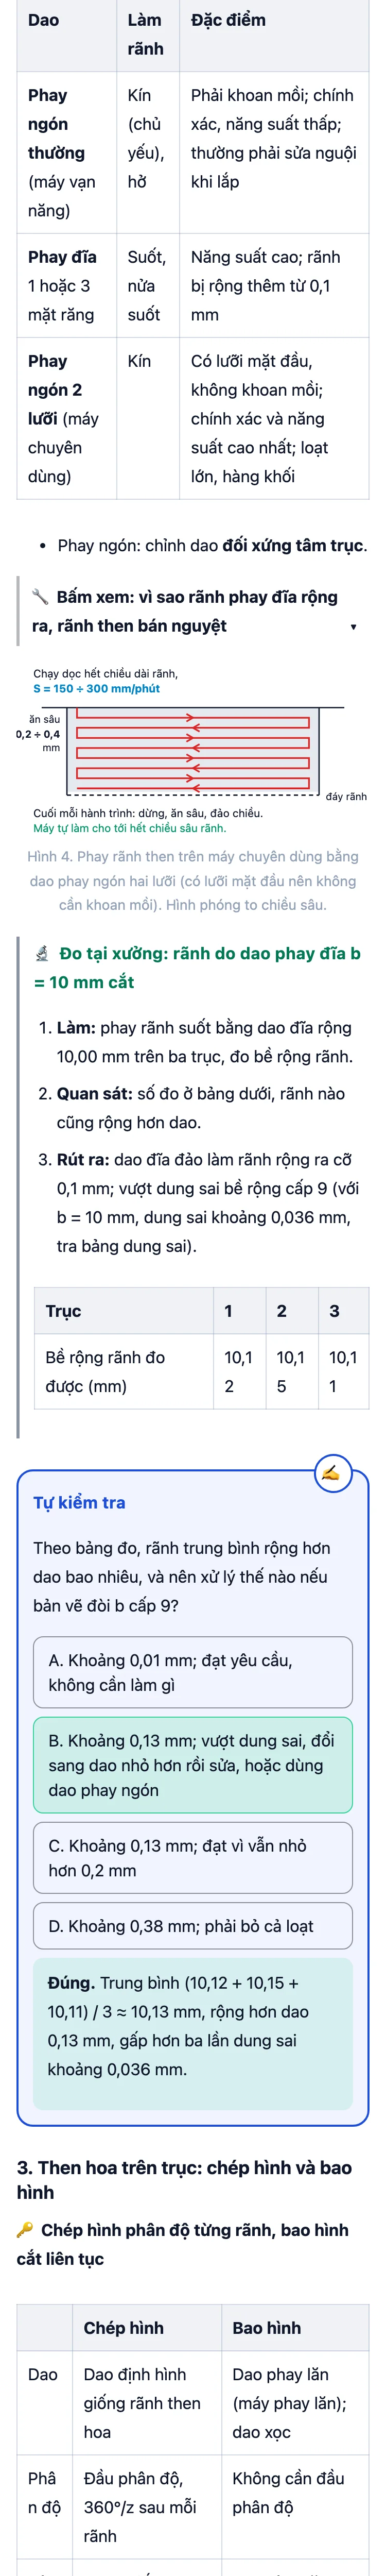 Dao
Làm
rãnh
Đặc điểm
Phay
ngón
thường
(máy vạn
năng)
Kín
(chủ
yếu),
hở
Phải khoan mồi; chính
xác, năng suất thấp;
thường phải sửa nguội
khi lắp
Phay đĩa
1 hoặc 3
mặt răng
Suốt,
nửa
suốt
Năng suất cao; rãnh
bị rộng thêm từ 0,1
mm
Phay
ngón 2
lưỡi (máy
chuyên
dùng)
Kín
Có lưỡi mặt đầu,
không khoan mồi;
chính xác và năng
suất cao nhất; loạt
lớn, hàng khối
• Phay ngón: chỉnh dao đối xứng tâm trục.
🔧 Bấm xem: vì sao rãnh phay đĩa rộng
ra, rãnh then bán nguyệt ▼
Chạy dọc hết chiều dài rãnh,
S = 150 ÷ 300 mm/phút
ăn sâu
0,2 ÷ 0,4
mm
đáy rãnh
Cuối mỗi hành trình: dừng, ăn sâu, đảo chiều.
Máy tự làm cho tới hết chiều sâu rãnh.
Hình 4. Phay rãnh then trên máy chuyên dùng bằng
dao phay ngón hai lưỡi (có lưỡi mặt đầu nên không
cần khoan mồi). Hình phóng to chiều sâu.
🔬 Đo tại xưởng: rãnh do dao phay đĩa b
= 10 mm cắt
1. Làm: phay rãnh suốt bằng dao đĩa rộng
10,00 mm trên ba trục, đo bề rộng rãnh.
2. Quan sát: số đo ở bảng dưới, rãnh nào
cũng rộng hơn dao.
3. Rút ra: dao đĩa đảo làm rãnh rộng ra cỡ
0,1 mm; vượt dung sai bề rộng cấp 9 (với
b = 10 mm, dung sai khoảng 0,036 mm,
tra bảng dung sai).
Trục
1
2
3
Bề rộng rãnh đo
được (mm)
10,1
2
10,1
5
10,1
1
✍️
Tự kiểm tra
Theo bảng đo, rãnh trung bình rộng hơn
dao bao nhiêu, và nên xử lý thế nào nếu
bản vẽ đòi b cấp 9?
A. Khoảng 0,01 mm; đạt yêu cầu,
không cần làm gì
B. Khoảng 0,13 mm; vượt dung sai, đổi
sang dao nhỏ hơn rồi sửa, hoặc dùng
dao phay ngón
C. Khoảng 0,13 mm; đạt vì vẫn nhỏ
hơn 0,2 mm
D. Khoảng 0,38 mm; phải bỏ cả loạt
Đúng. Trung bình (10,12 + 10,15 +
10,11) / 3 ≈ 10,13 mm, rộng hơn dao
0,13 mm, gấp hơn ba lần dung sai
khoảng 0,036 mm.
3. Then hoa trên trục: chép hình và bao
hình
🔑 Chép hình phân độ từng rãnh, bao hình
cắt liên tục
Chép hình
Bao hình
Dao
Dao định hình
giống rãnh then
hoa
Dao phay lăn
(máy phay lăn);
dao xọc
Phâ
n độ
Đầu phân độ,
360°/z sau mỗi
rãnh
Không cần đầu
phân độ